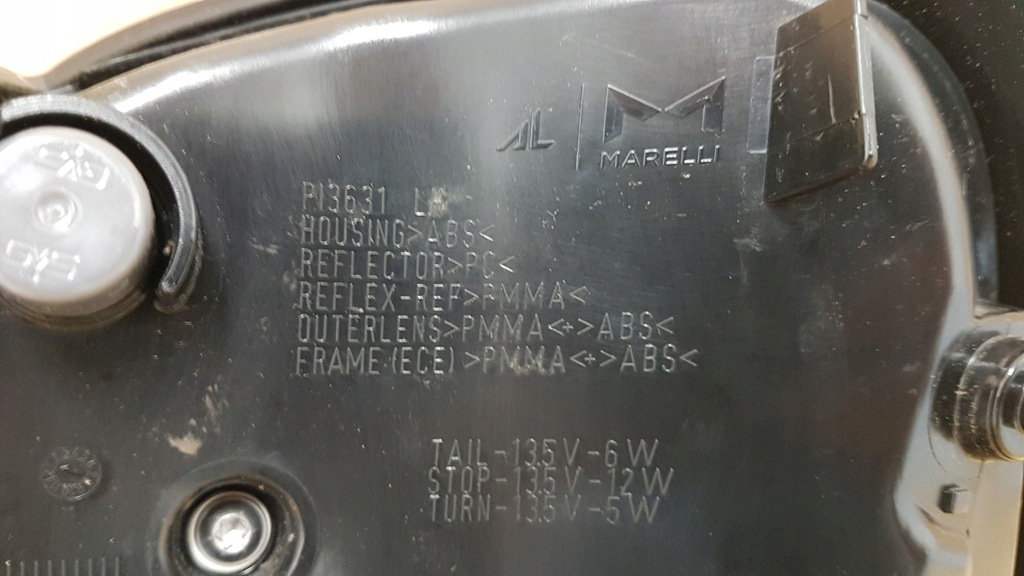 AL
MARELLI
PI3631
HOUSING>ABS<
REFLECTOR>PC<
REFLEX-REF>PMMA<
OUTERLENS>PMMA<+>ABS<
FRAME(ECE)>PMMA<+>ABS<
TAIL-13.5V-6W
STOP-13.5V-12W
TURN-13.5V-5W